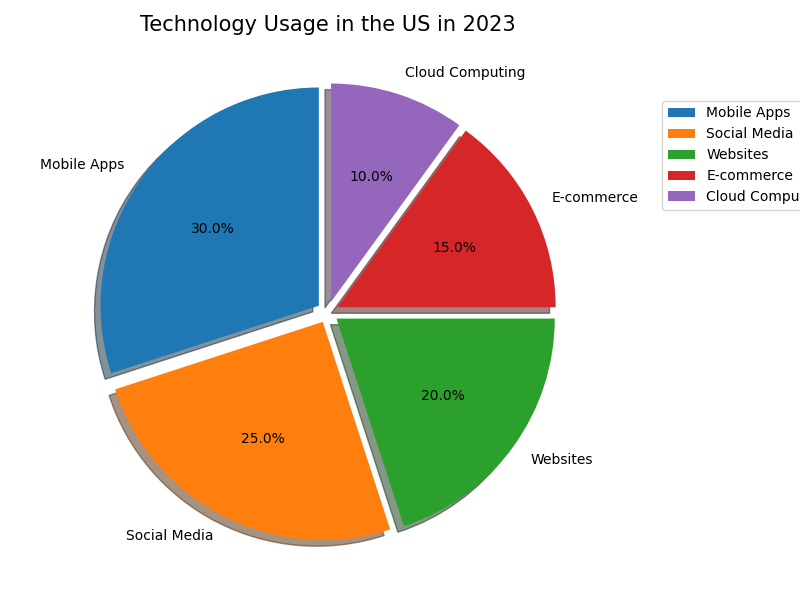 Technology Usage in the US in 2023
Cloud Computing
Mobile Apps
E-commerce
Websites
Social Media
10.0%
30.0%
15.0%
20.0%
25.0%
Mobile Apps
Social Media
Websites
E-commerce
Cloud Compu